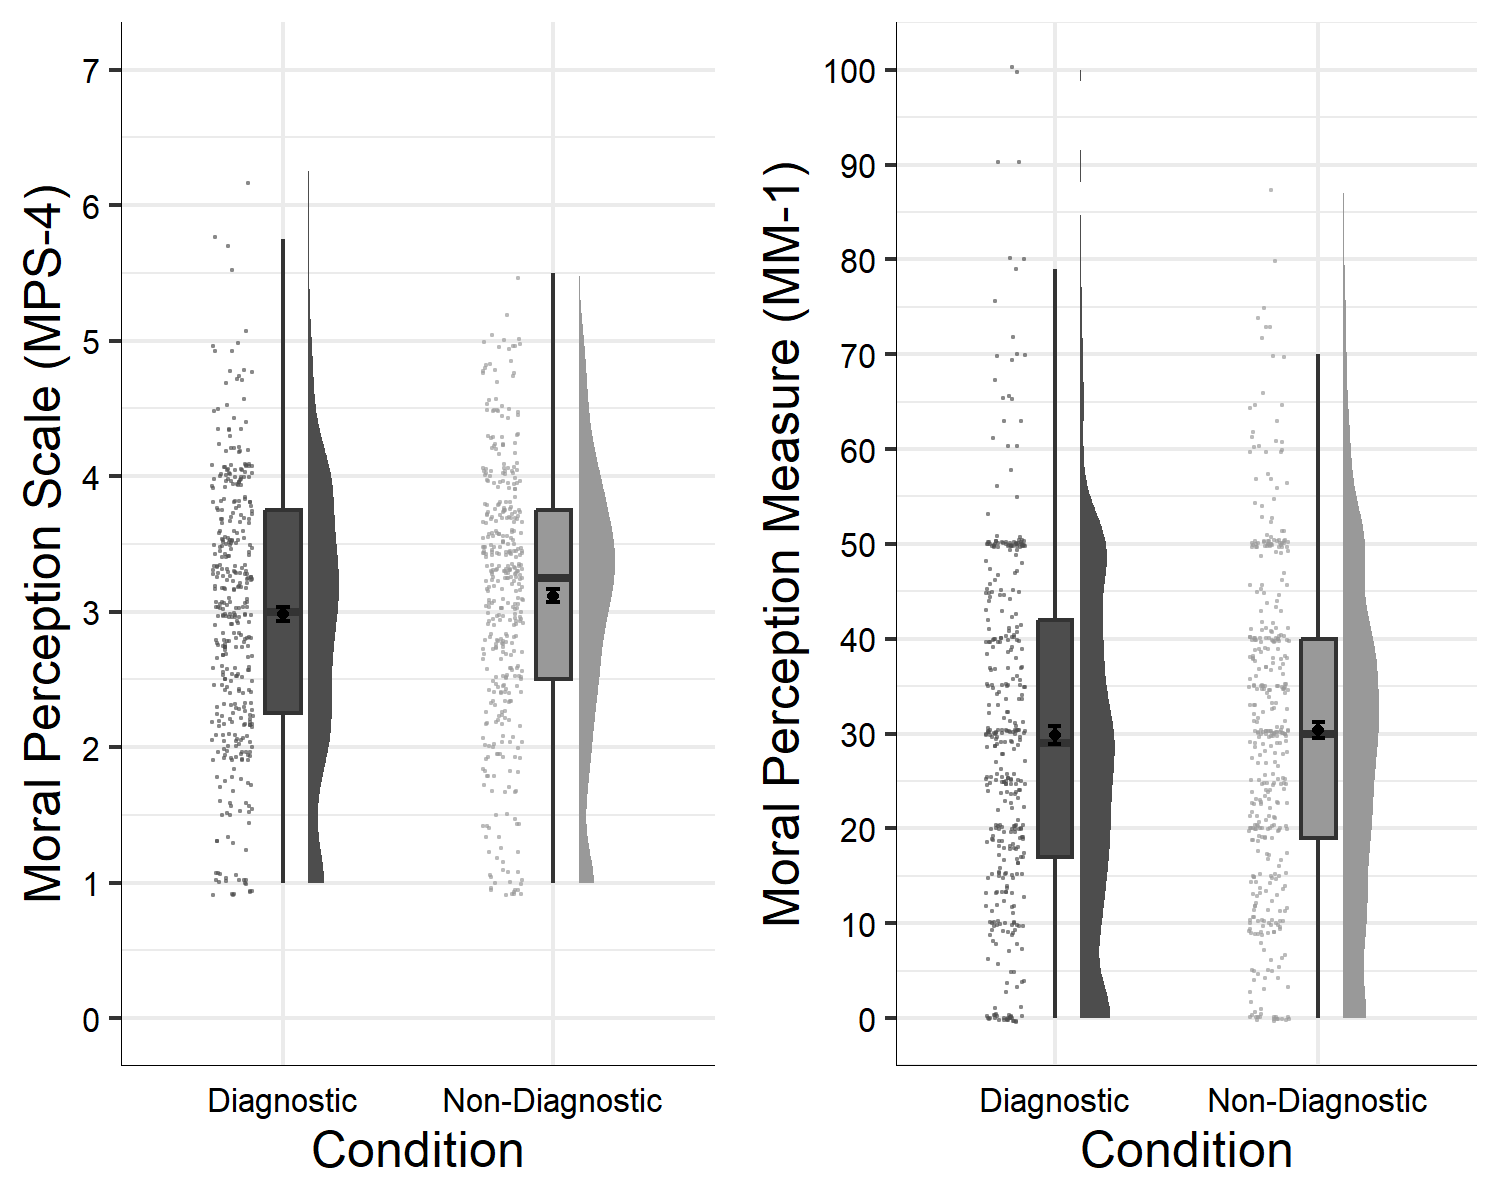 Moral Perception Scale (MPS-4)
7
6
5
4
3
2
1
0
Diagnostic
Non-Diagnostic
Condition
Moral Perception Measure (MM-1)
100
90
80
70
60
50
40
30
20
10
0
Diagnostic
Non-Diagnostic
Condition